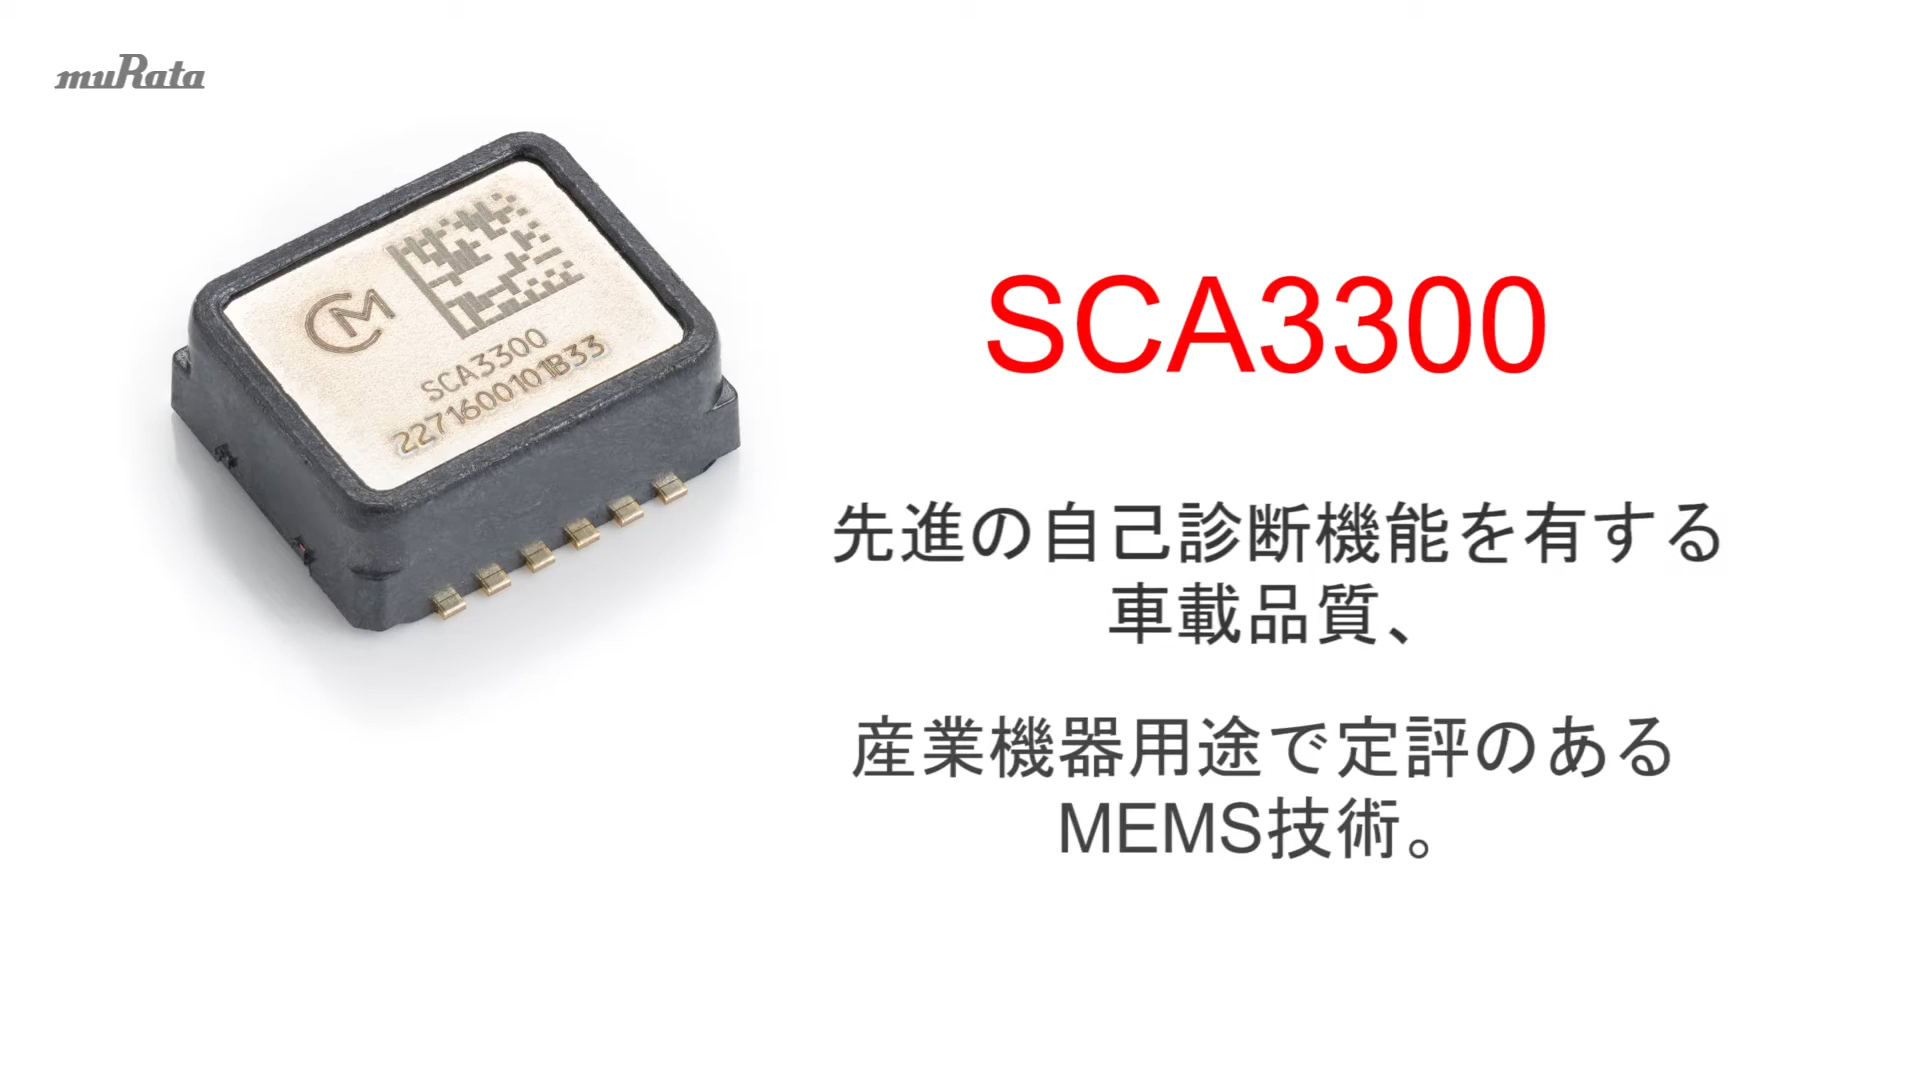 muRata
CM
SCA3300
2271600101B33
SCA3300
先進の自己診断機能を有する
車載品質、
産業機器用途で定評のある
MEMS技術。